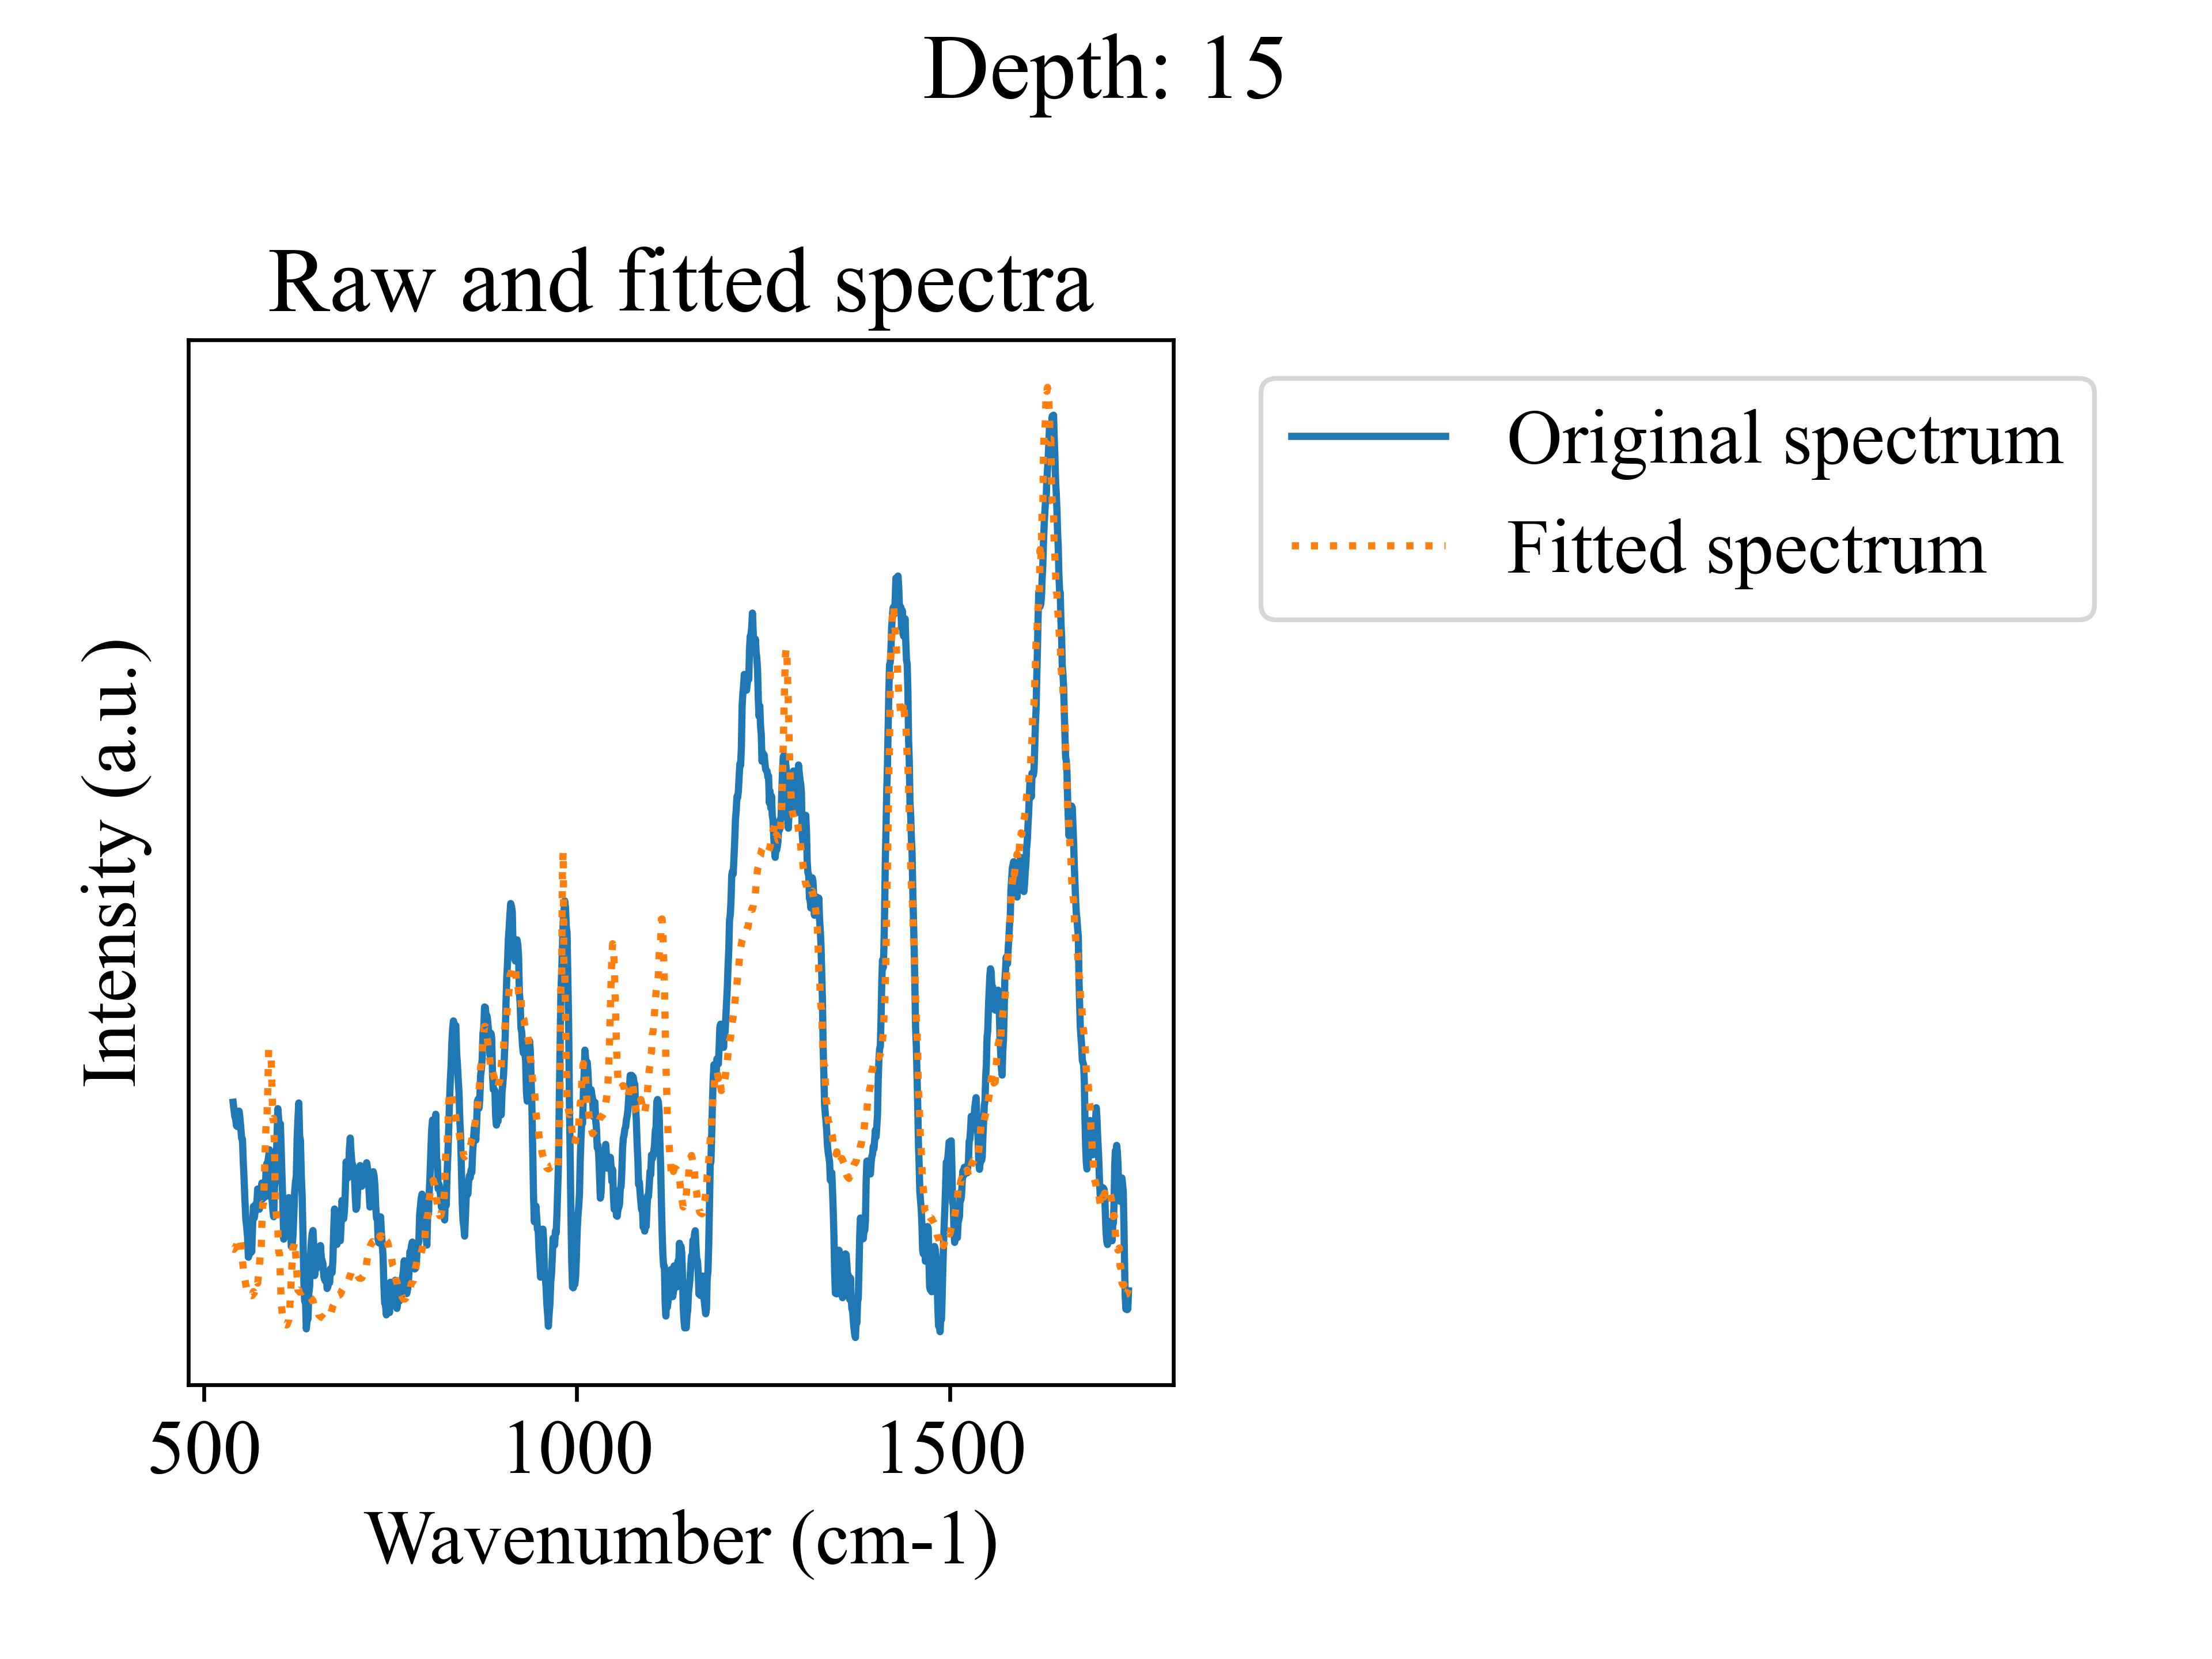 Depth: 15
Raw and fitted spectra
Original spectrum
Fitted spectrum
Intensity (a.u.)
500 1000 1500
Wavenumber (cm-1)